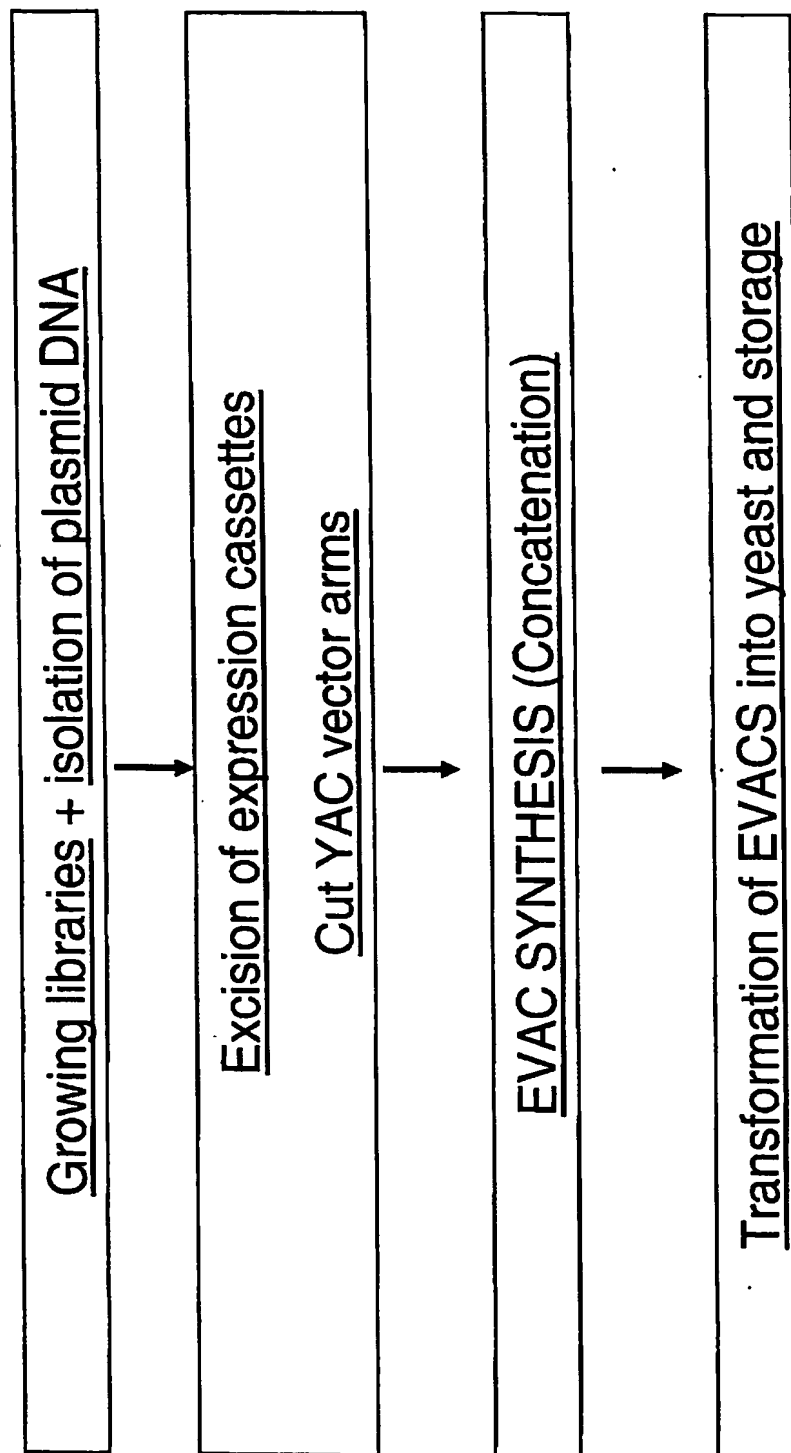 Growing libraries + isolation of plasmid DNA
Excision of expression cassettes
Cut YAC vector arms
EVAC SYNTHESIS (Concatenation)
Transformation of EVACS into yeast and storage